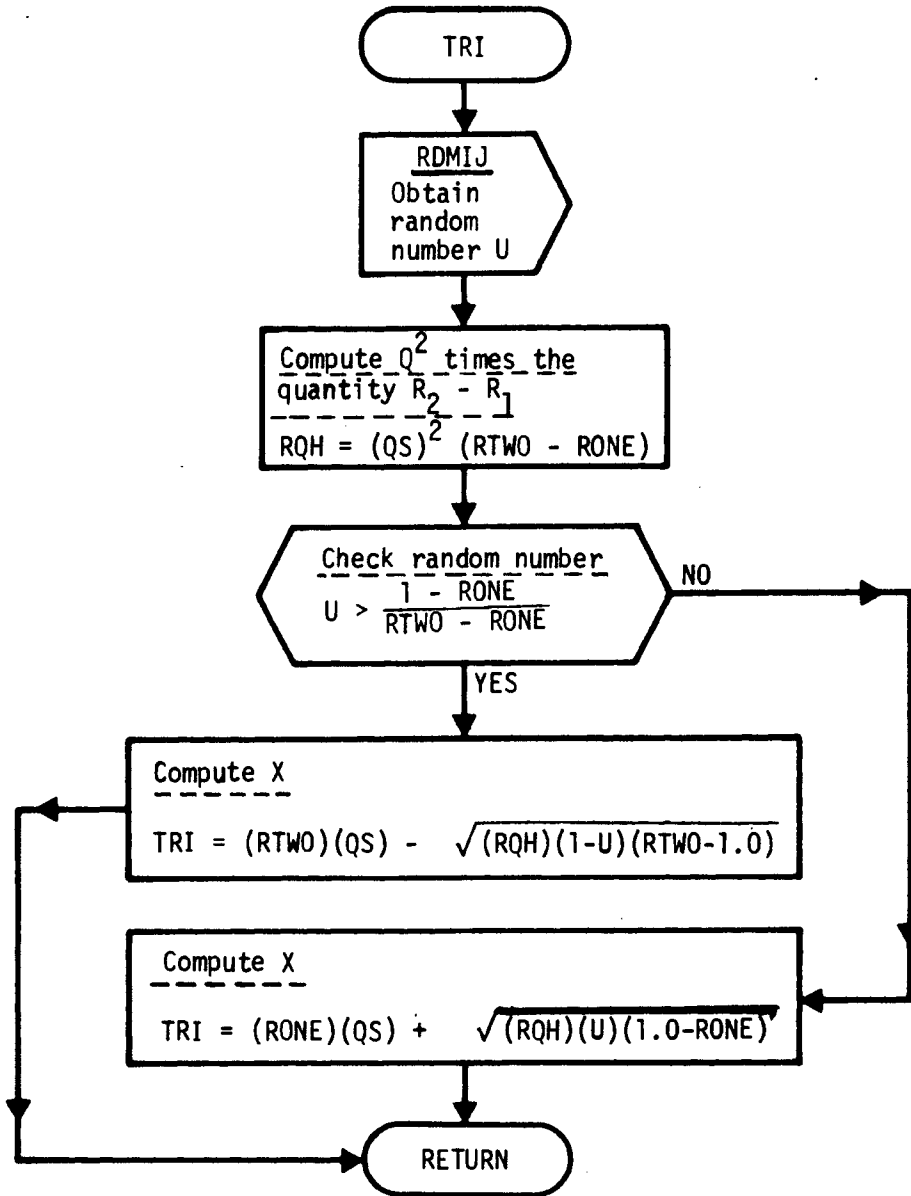 TRI
RDMIJ
Obtain
random
number U
Compute Q² times the
quantity R₂ - R₁
RQH = (QS)² (RTWO - RONE)
Check random number
U > (1 - RONE)/(RTWO - RONE)
NO
YES
Compute X
TRI = (RTWO)(QS) - √(RQH)(1-U)(RTWO-1.0)
Compute X
TRI = (RONE)(QS) + √(RQH)(U)(1.0-RONE)
RETURN